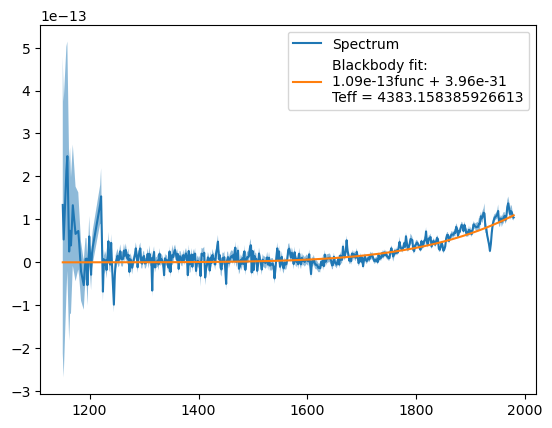 1e−13
Spectrum
Blackbody fit:
1.09e-13func + 3.96e-31
Teff = 4383.158385926613
5
4
3
2
1
0
−1
−2
−3
1200
1400
1600
1800
2000